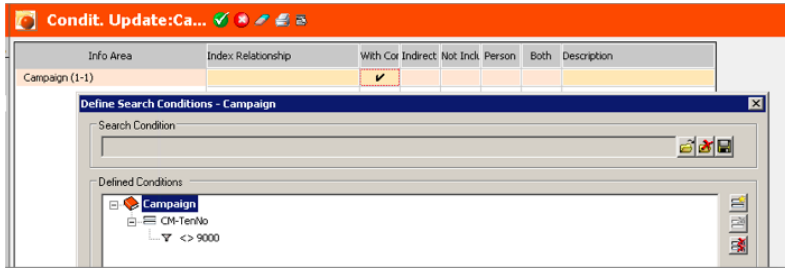 Condit. Update:Ca...
Info Area Index Relationship With Cor Indirect Not Inclu Person Both Description
Campaign (1-1)
Define Search Conditions - Campaign
Search Condition
Defined Conditions
Campaign
CM-TenNo
<> 9000